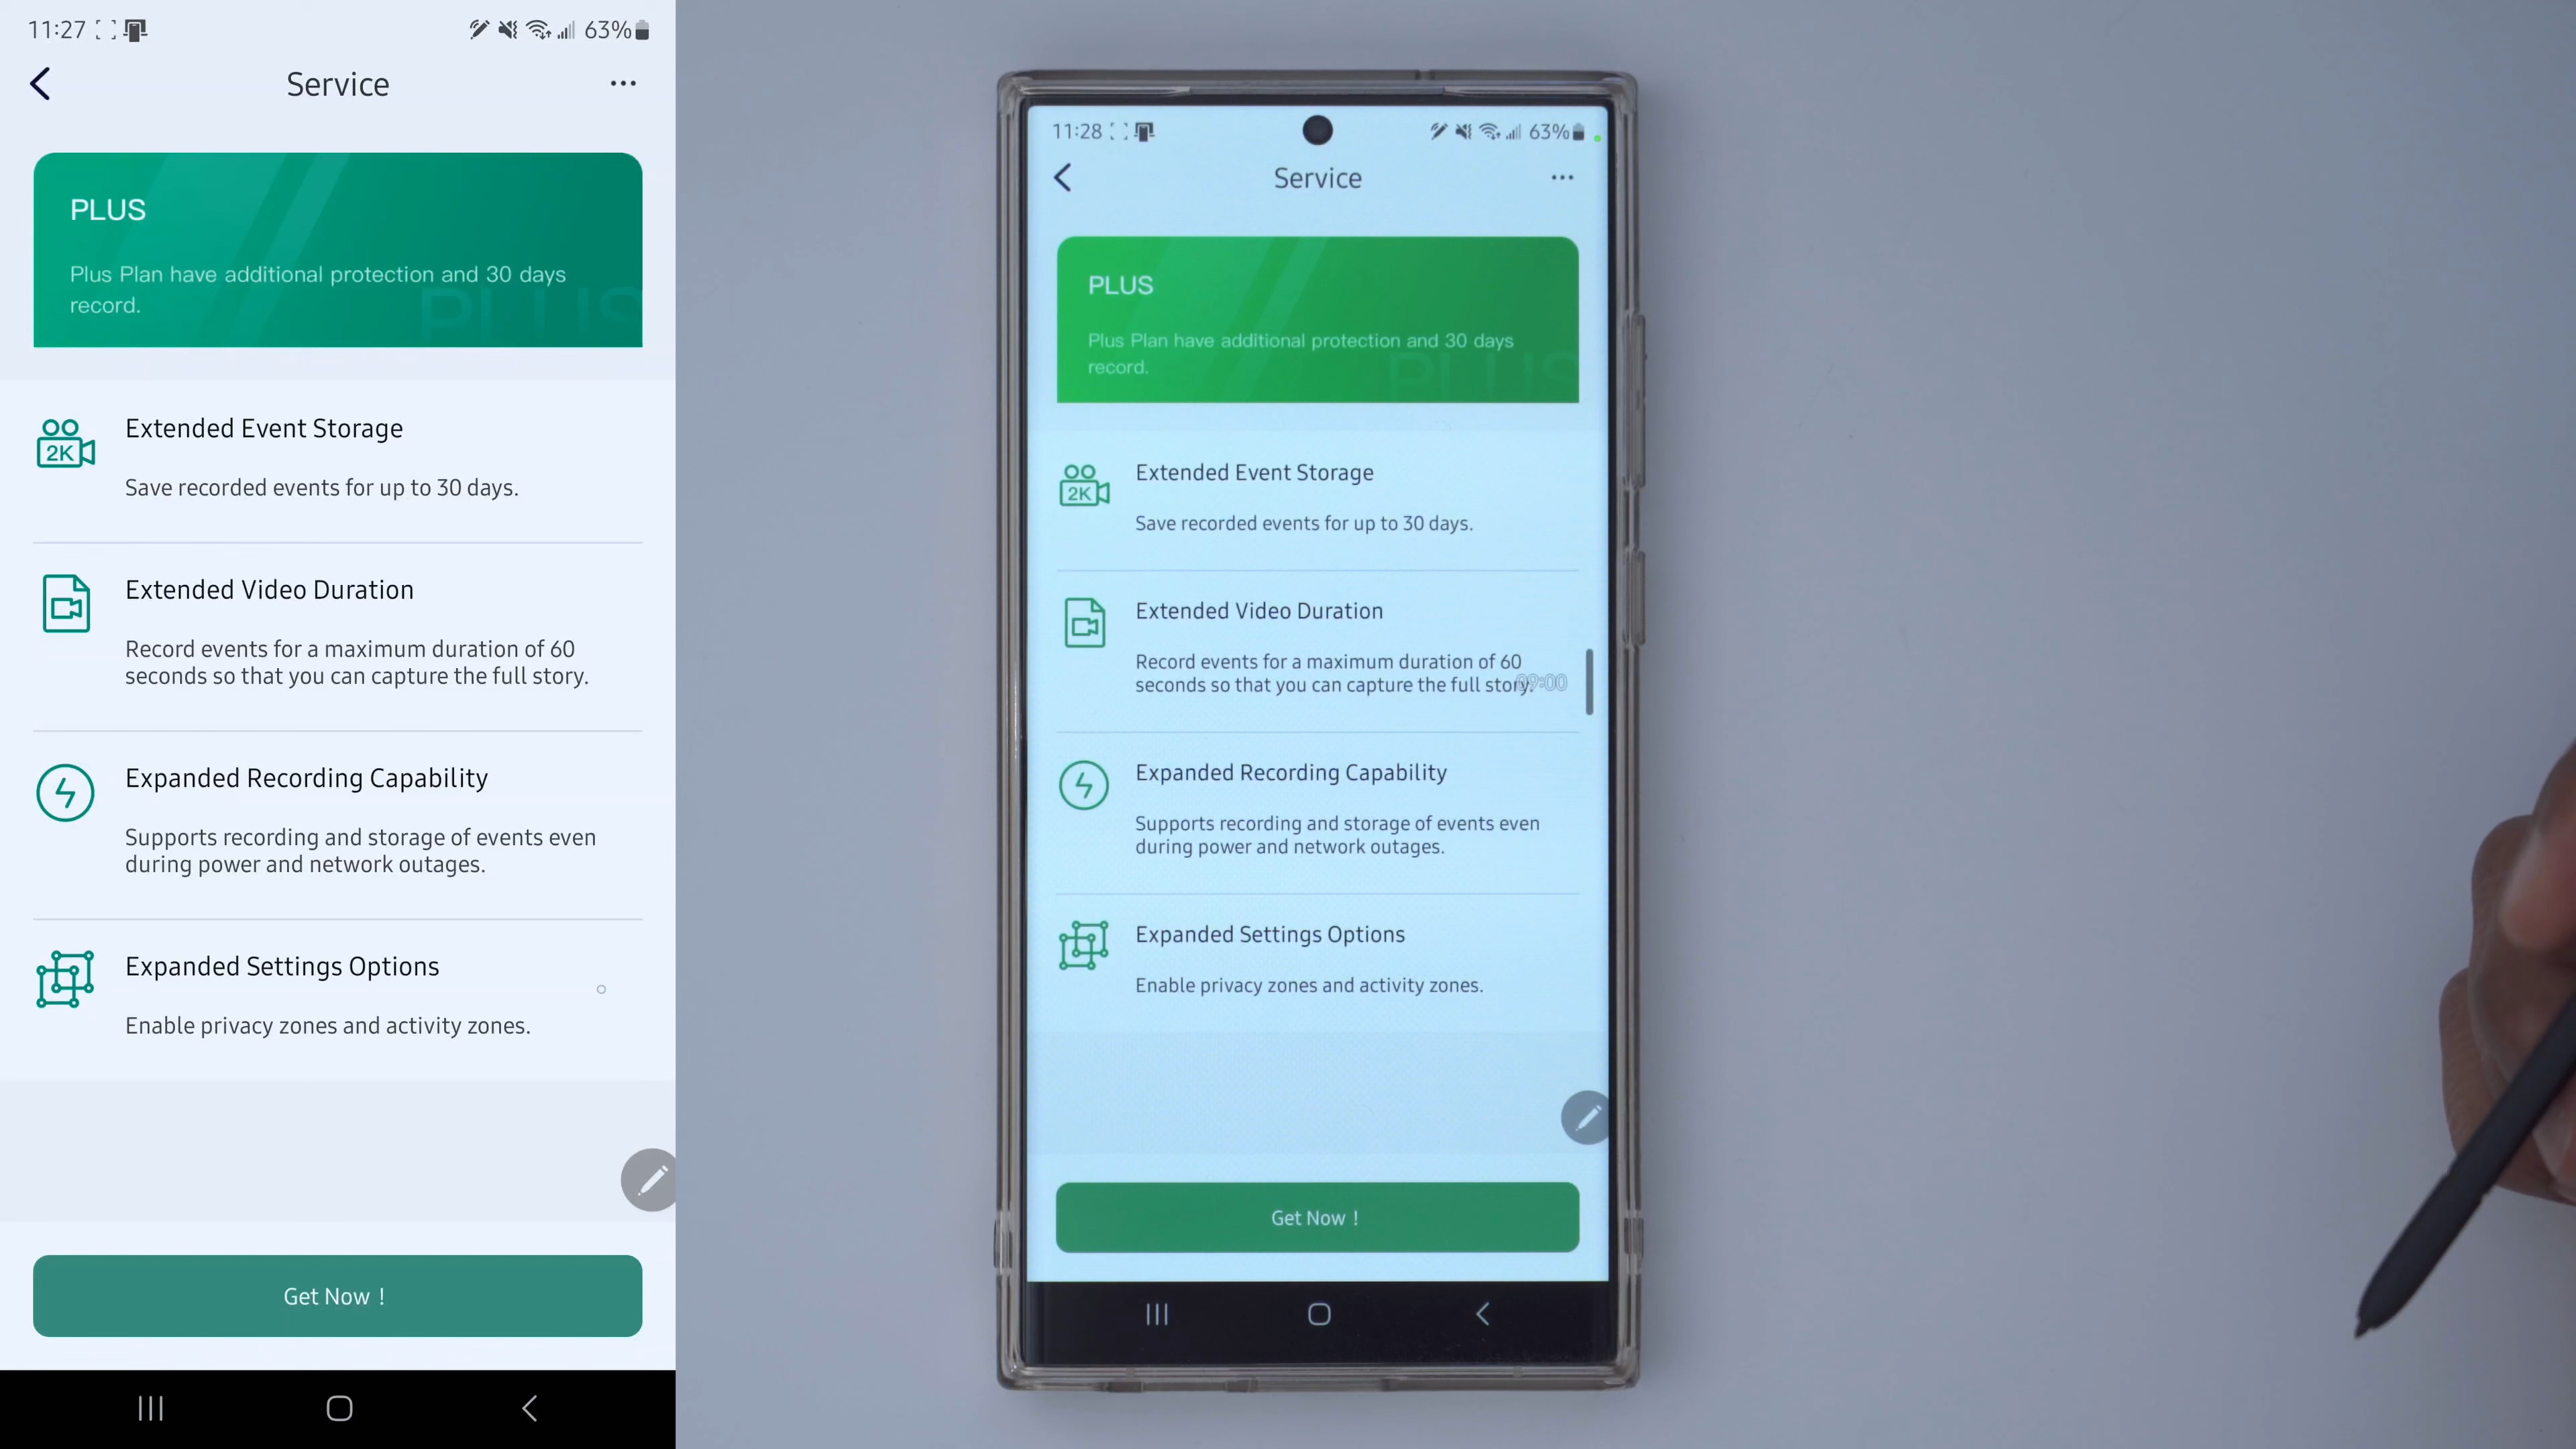 11:27
63%
Service
PLUS
Plus Plan have additional protection and 30 days
record.
PLUS
2K
Extended Event Storage
Save recorded events for up to 30 days.
Extended Video Duration
Record events for a maximum duration of 60
seconds so that you can capture the full story.
Expanded Recording Capability
Supports recording and storage of events even
during power and network outages.
Expanded Settings Options
Enable privacy zones and activity zones.
Get Now !
11:28
63%
Service
PLUS
Plus Plan have additional protection and 30 days
record.
PLUS
2K
Extended Event Storage
Save recorded events for up to 30 days.
Extended Video Duration
Record events for a maximum duration of 60
seconds so that you can capture the full story.
09:00
Expanded Recording Capability
Supports recording and storage of events even
during power and network outages.
Expanded Settings Options
Enable privacy zones and activity zones.
Get Now !